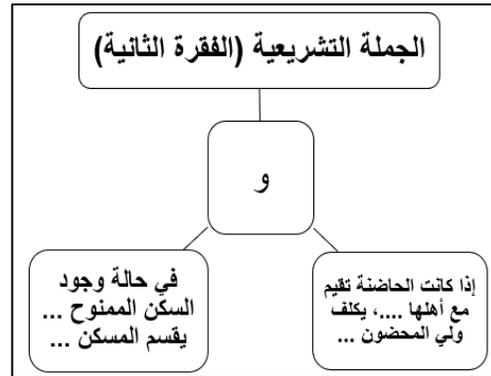 الجملة التشريعية (الفقرة الثانية)
و
إذا كانت الحاضنة تقيم
مع أهلها ....، يكلف
ولي المحضون ...
في حالة وجود
السكن الممنوح ...
يقسم المسكن ...